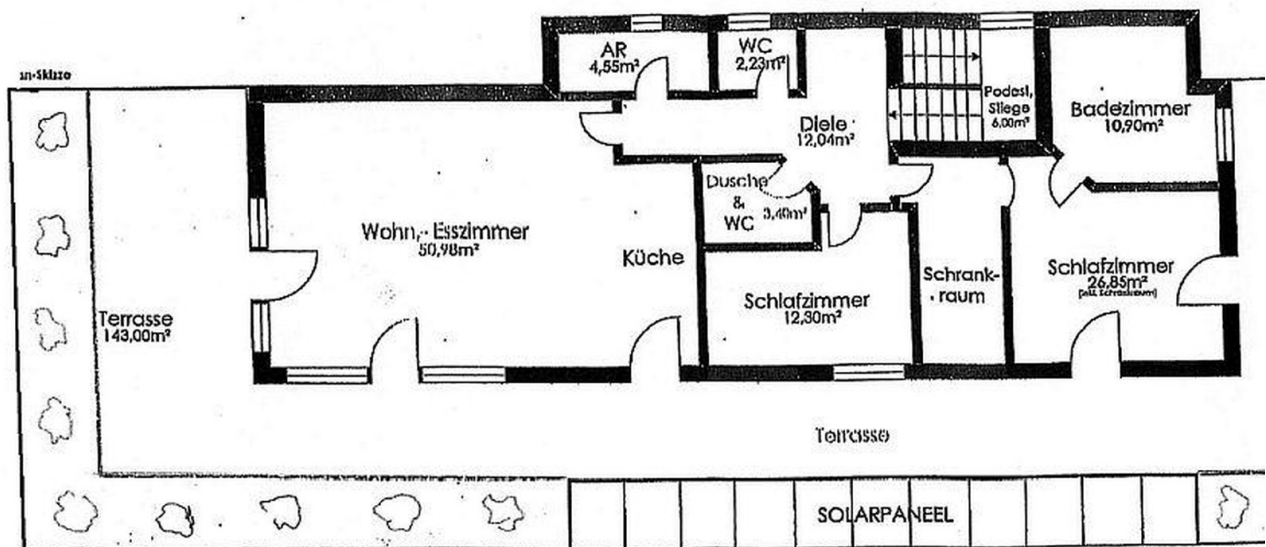 AR
4,55m²
WC
2,23m²
Podest,
Stiege
6,00m²
Badezimmer
10,90m²
Diele
12,04m²
Dusche
&
WC
3,40m²
Wohn,- Esszimmer
50,98m²
Küche
Schrank-
raum
Schlafzimmer
26,85m²
(inkl. Schrankraum)
Schlafzimmer
12,30m²
Terrasse
143,00m²
Terrasse
SOLARPANEEL